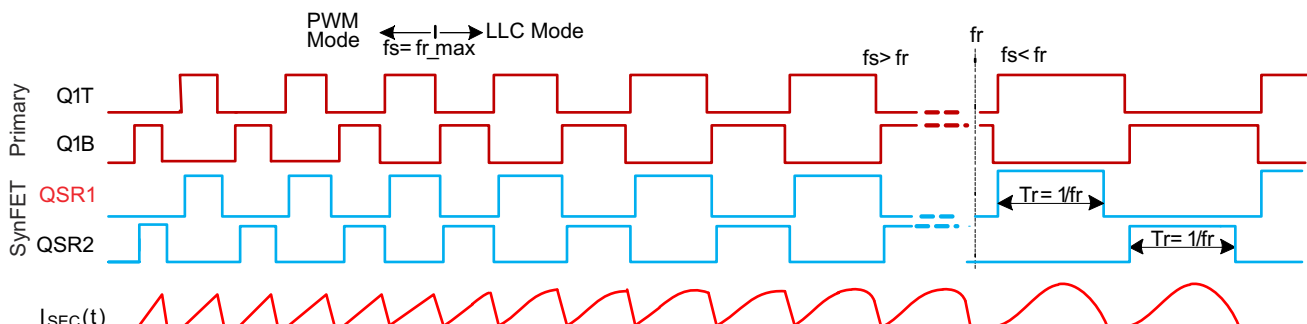 PWM
Mode
LLC Mode
fs= fr_max
fr
fs> fr
fs< fr
Primary
Q1T
Q1B
SynFET
QSR1
Tr= 1/fr
QSR2
Tr= 1/fr
ISEC(t)